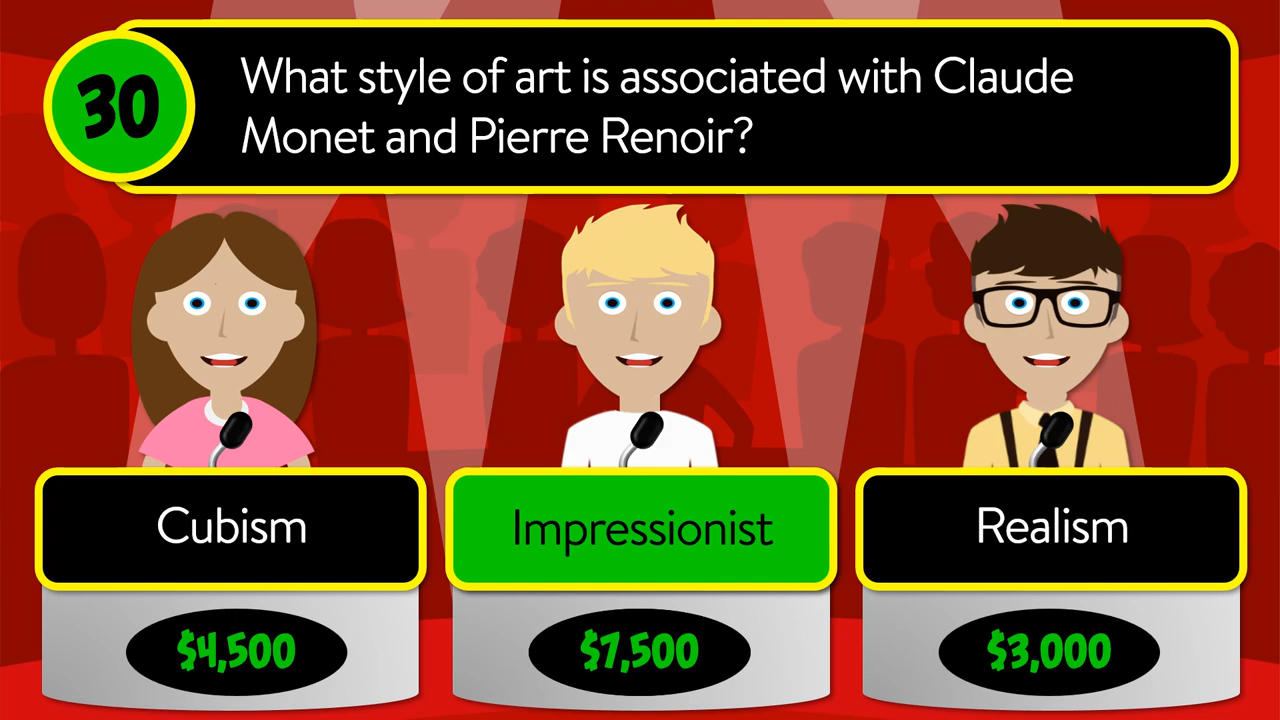 30
What style of art is associated with Claude
Monet and Pierre Renoir?
Cubism
Impressionist
Realism
$4,500
$7,500
$3,000